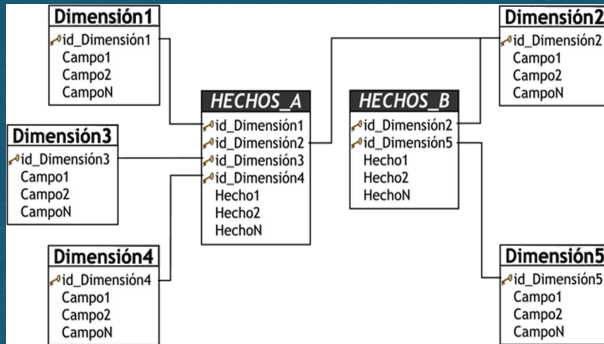 Dimensión1
id_Dimensión1
Campo1
Campo2
CampoN
Dimensión3
id_Dimensión3
Campo1
Campo2
CampoN
Dimensión4
id_Dimensión4
Campo1
Campo2
CampoN
HECHOS_A
id_Dimensión1
id_Dimensión2
id_Dimensión3
id_Dimensión4
Hecho1
Hecho2
HechoN
HECHOS_B
id_Dimensión2
id_Dimensión5
Hecho1
Hecho2
HechoN
Dimensión2
id_Dimensión2
Campo1
Campo2
CampoN
Dimensión5
id_Dimensión5
Campo1
Campo2
CampoN